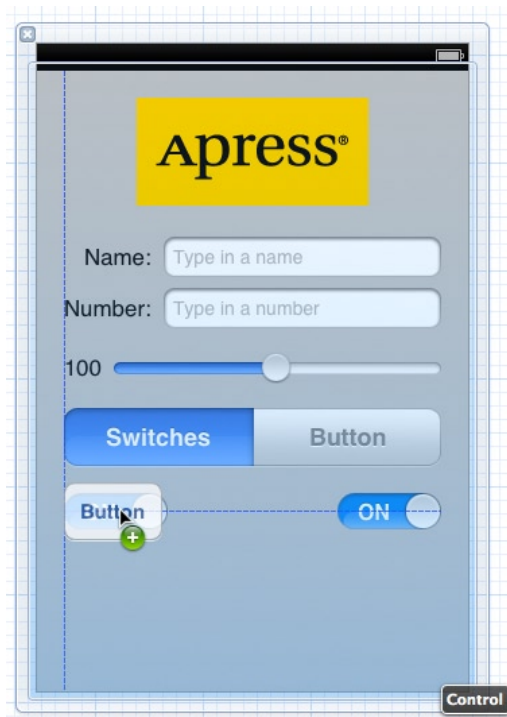 Apress®
Name: Type in a name
Number: Type in a number
100
Switches Button
Button ON
Control